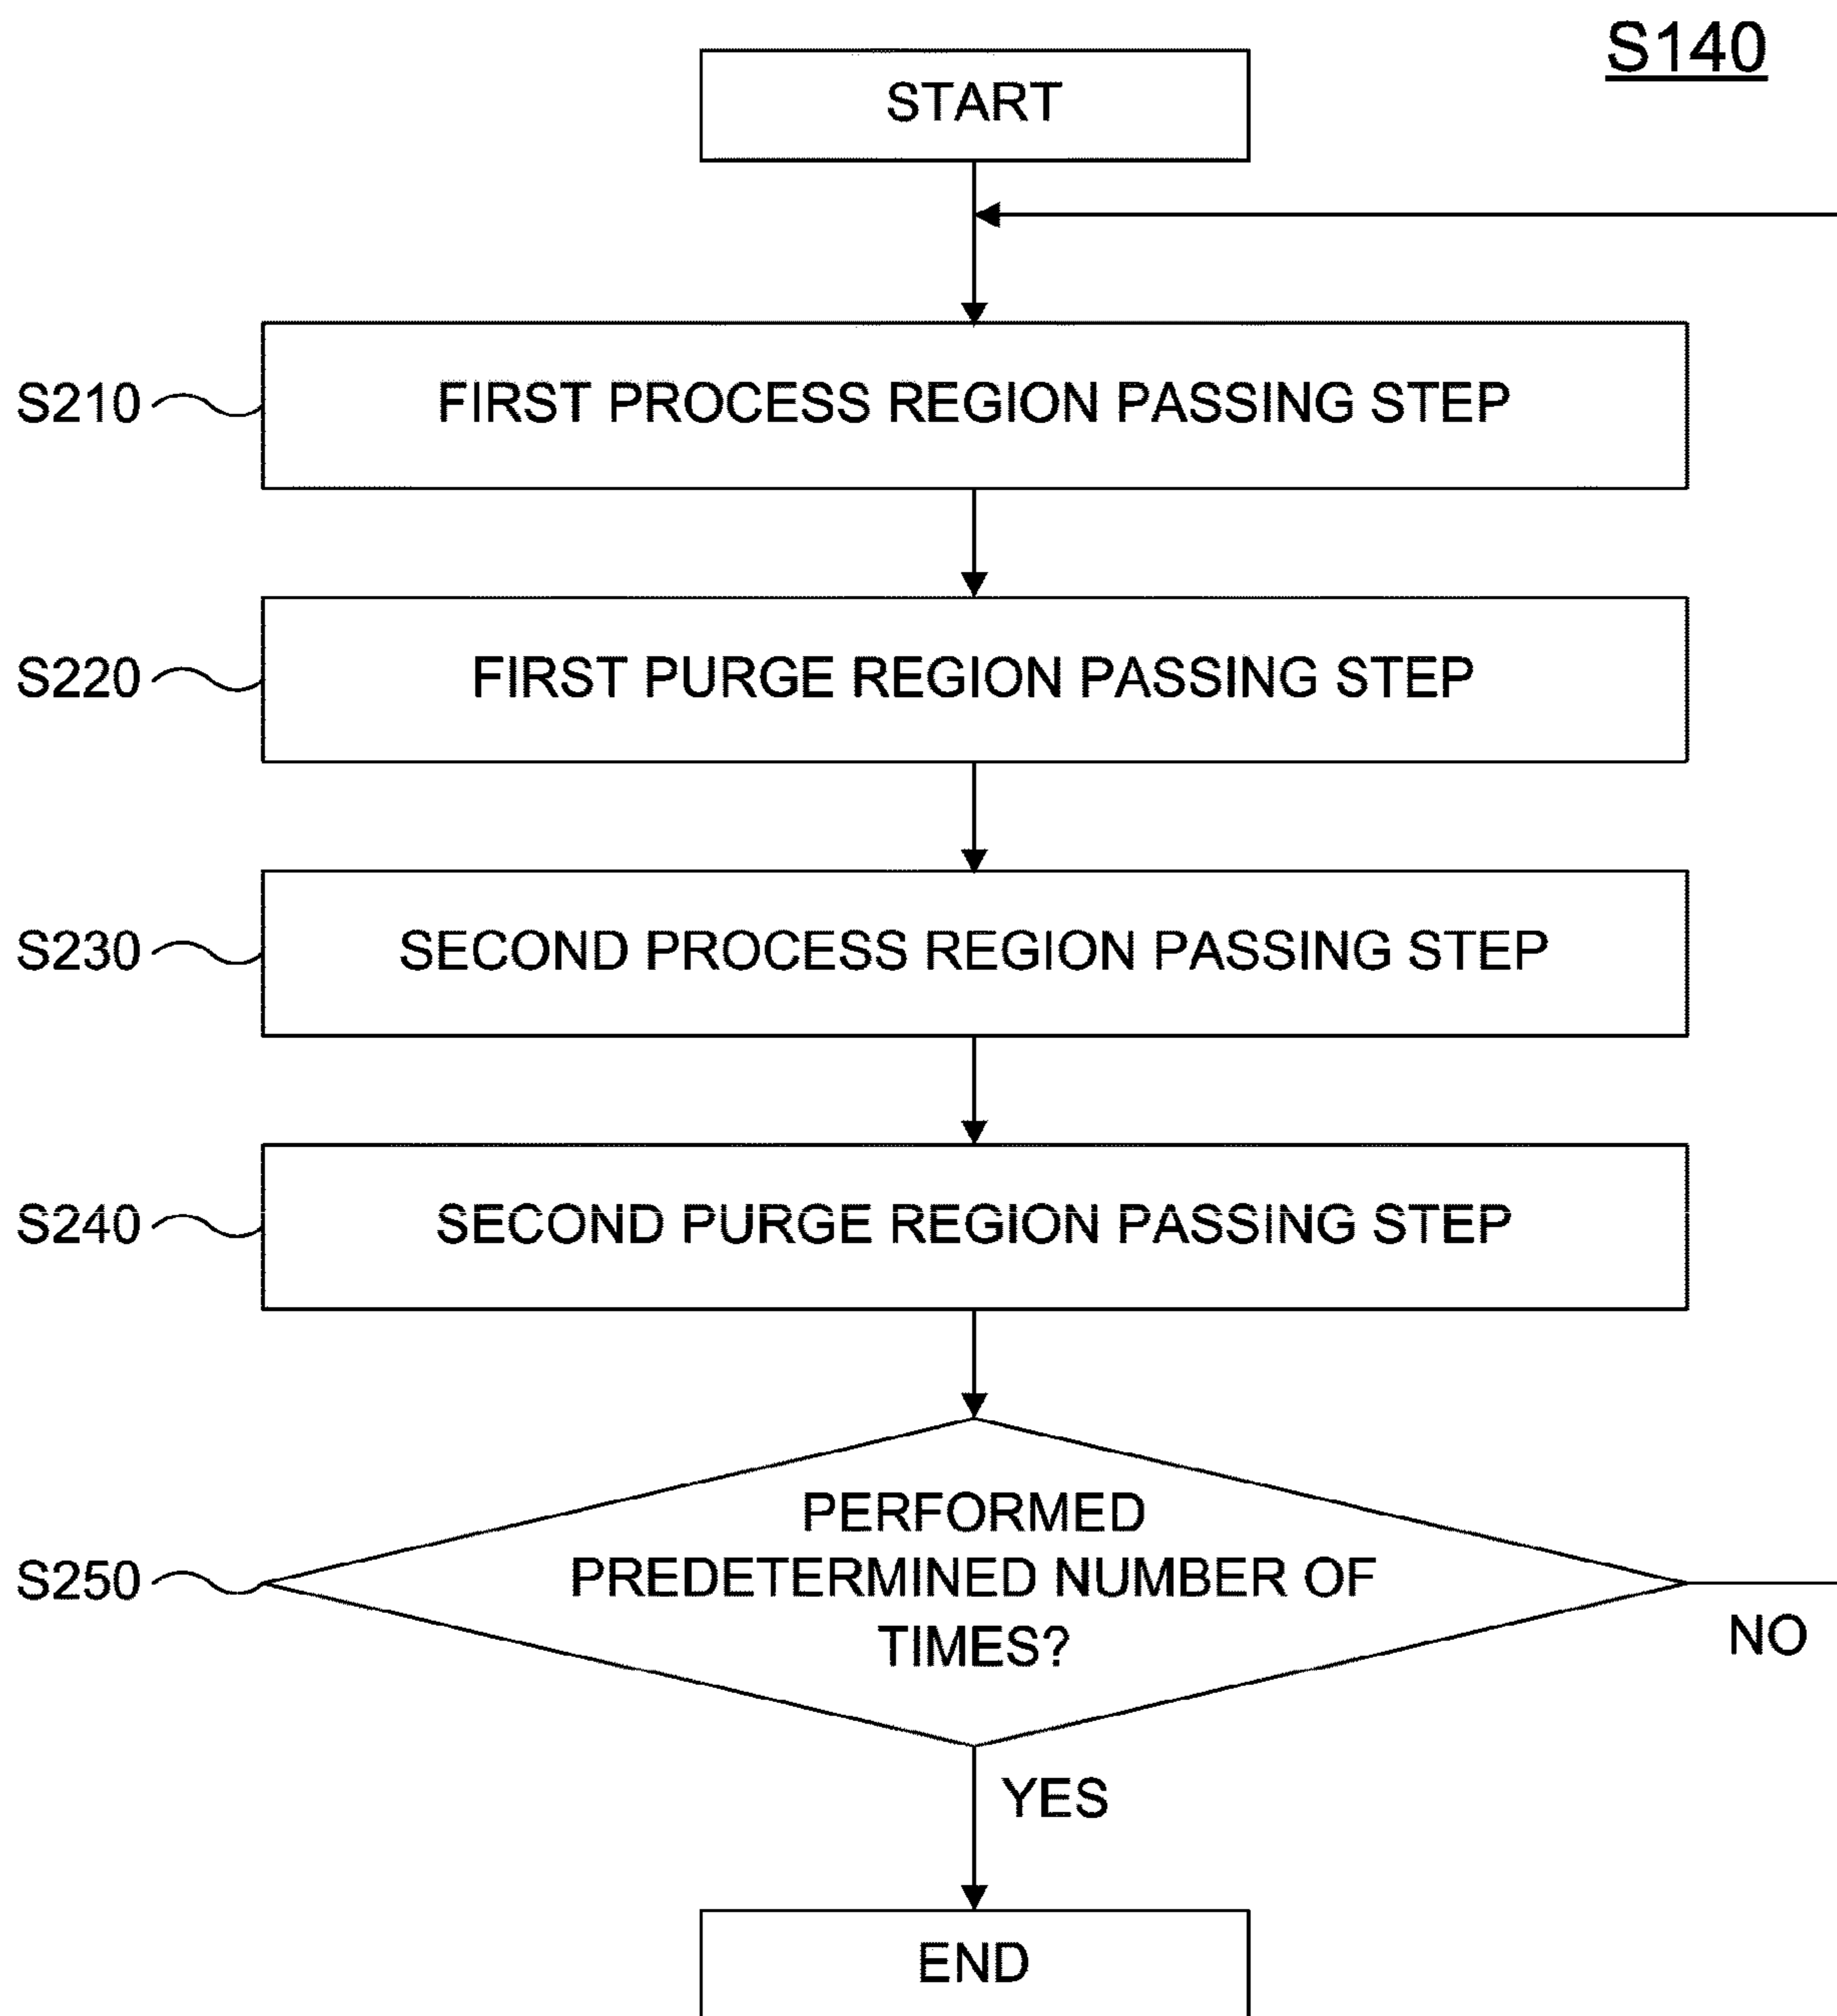 S140
START
S210
FIRST PROCESS REGION PASSING STEP
S220
FIRST PURGE REGION PASSING STEP
S230
SECOND PROCESS REGION PASSING STEP
S240
SECOND PURGE REGION PASSING STEP
S250
PERFORMED
PREDETERMINED NUMBER OF
TIMES?
NO
YES
END